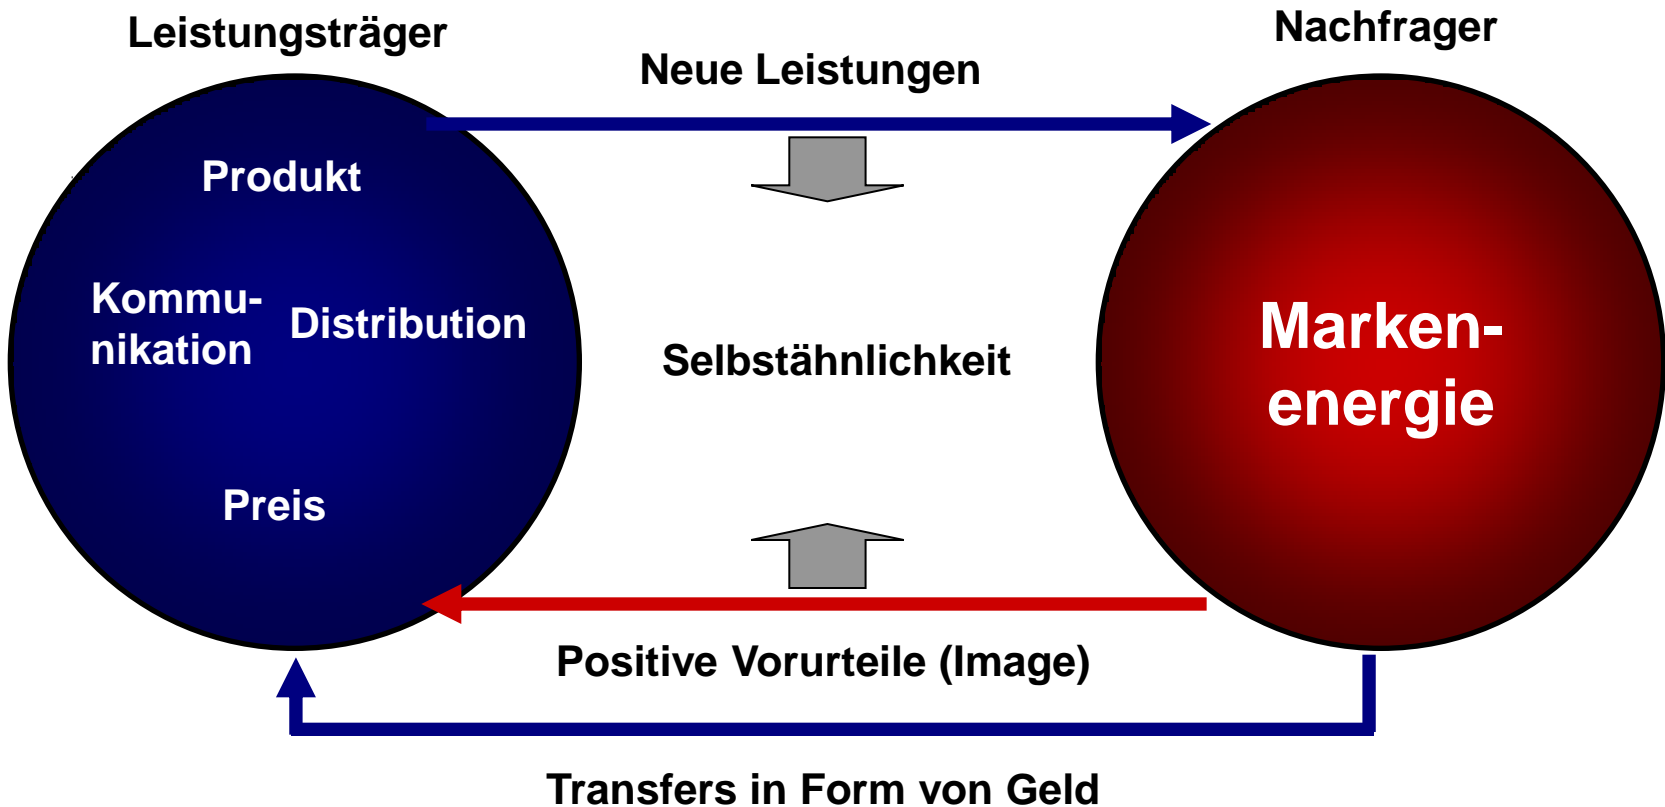 Leistungsträger
Nachfrager
Neue Leistungen
Produkt
Kommu-
nikation
Distribution
Preis
Selbstähnlichkeit
Marken-
energie
Positive Vorurteile (Image)
Transfers in Form von Geld